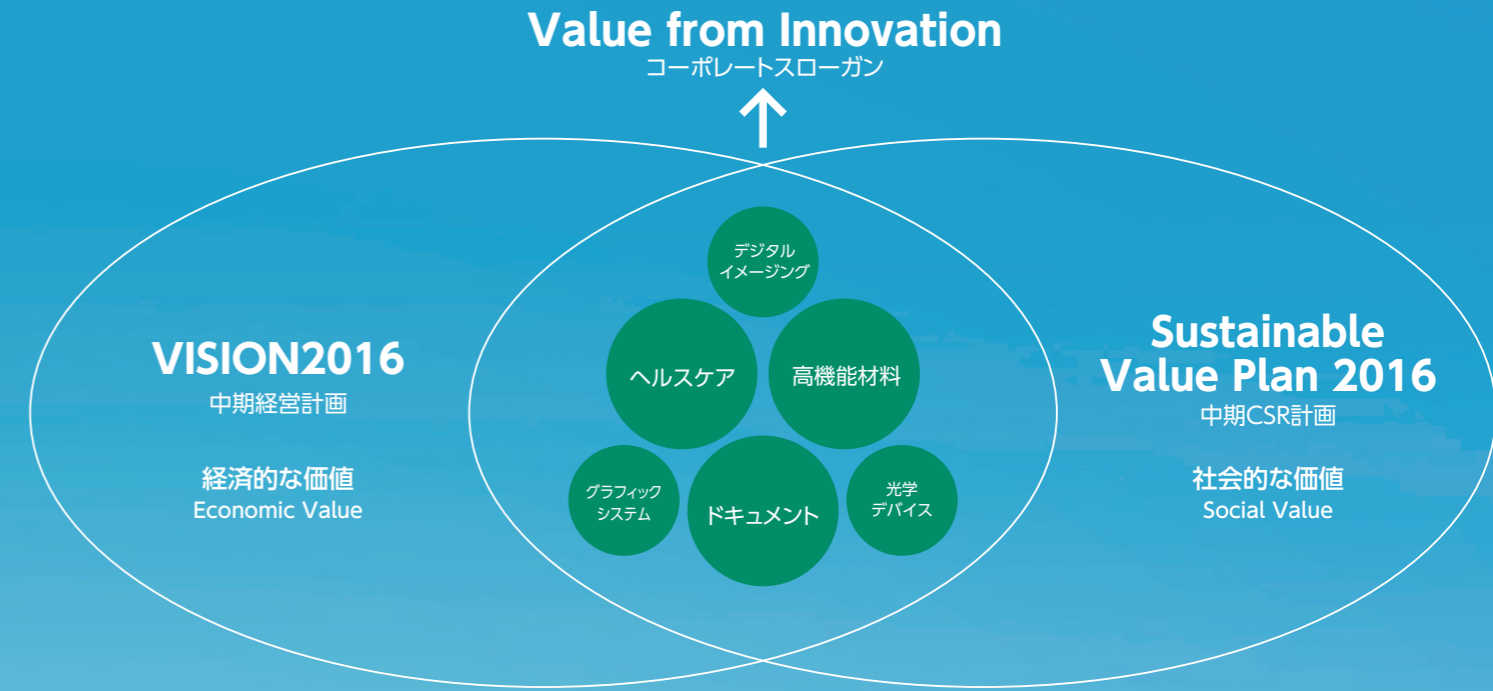 Value from Innovation
コーポレートスローガン
VISION2016
中期経営計画
経済的な価値
Economic Value
デジタル
イメージング
ヘルスケア
高機能材料
グラフィック
システム
ドキュメント
光学
デバイス
Sustainable
Value Plan 2016
中期CSR計画
社会的な価値
Social Value